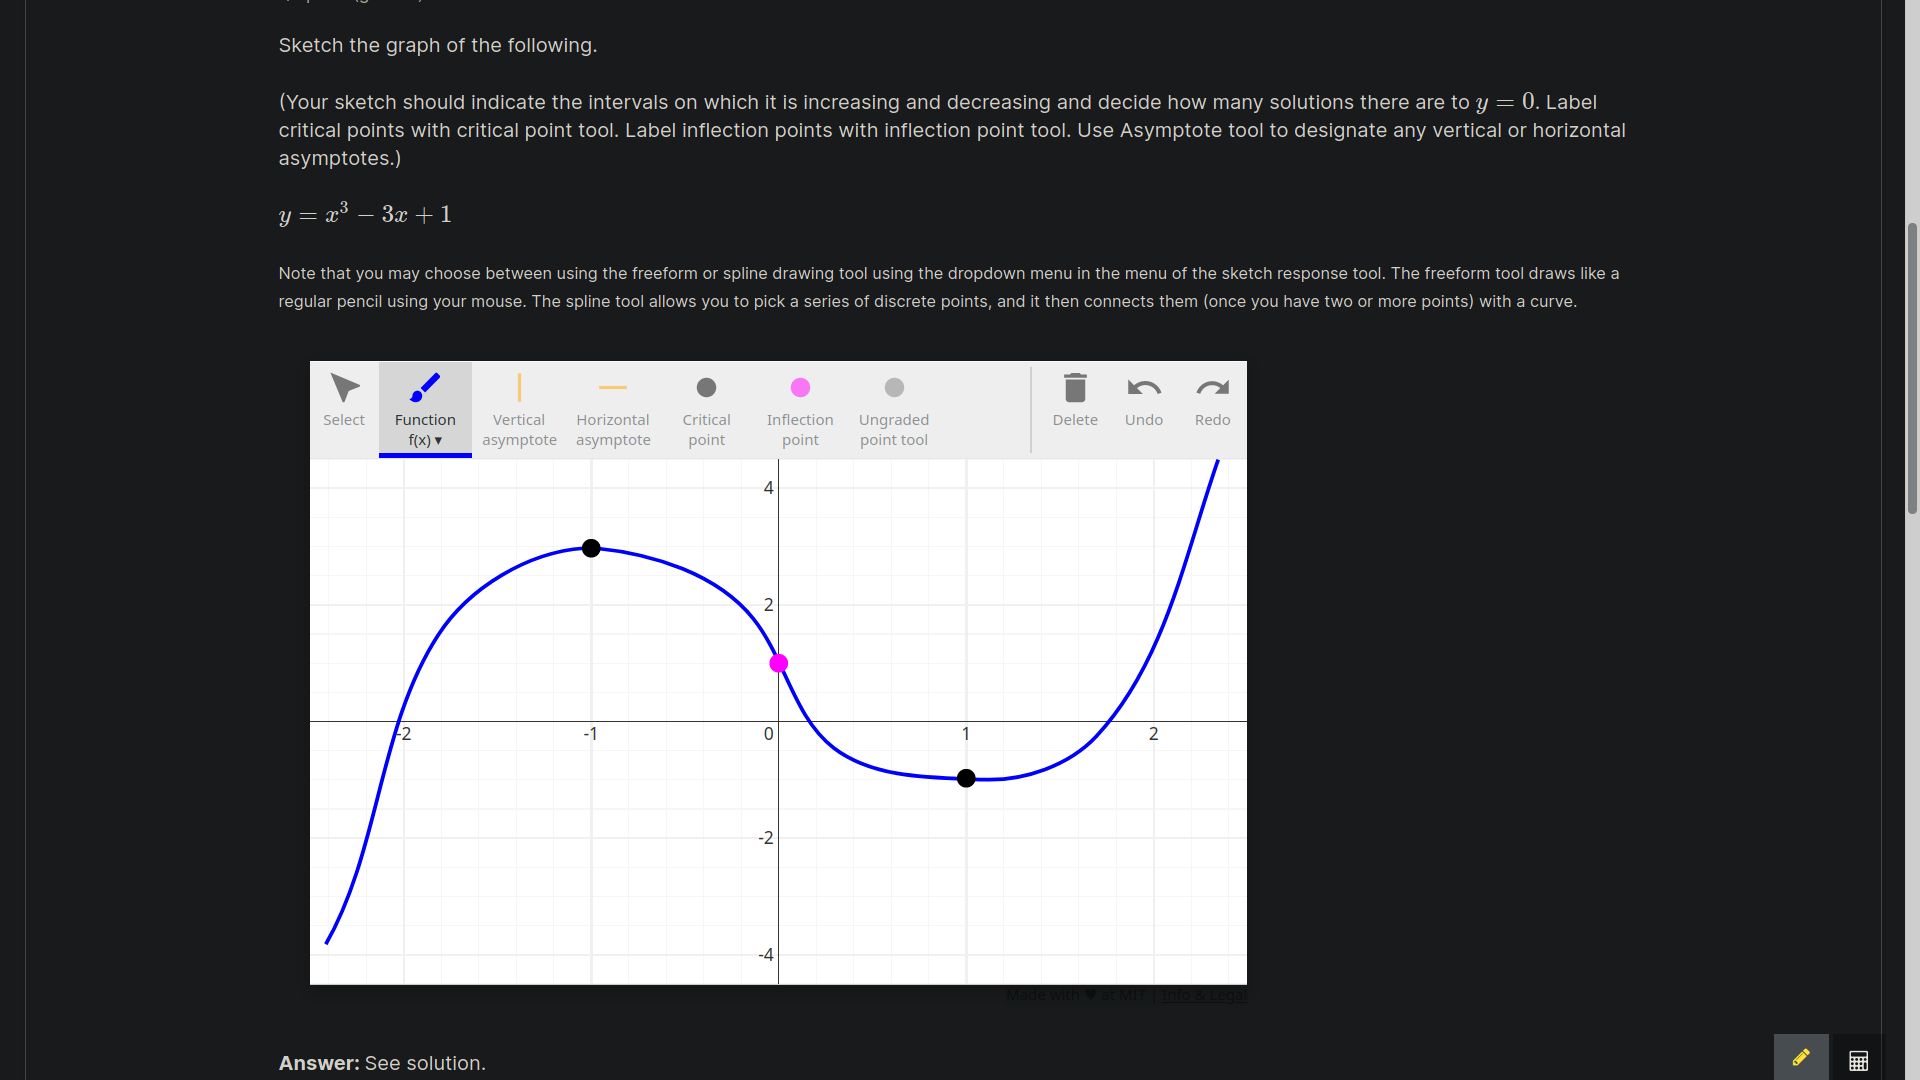 Sketch the graph of the following.
(Your sketch should indicate the intervals on which it is increasing and decreasing and decide how many solutions there are to y = 0. Label
critical points with critical point tool. Label inflection points with inflection point tool. Use Asymptote tool to designate any vertical or horizontal
asymptotes.)
y = x³ − 3x + 1
Note that you may choose between using the freeform or spline drawing tool using the dropdown menu in the menu of the sketch response tool. The freeform tool draws like a
regular pencil using your mouse. The spline tool allows you to pick a series of discrete points, and it then connects them (once you have two or more points) with a curve.
Select
Function
f(x) ▾
Vertical
asymptote
Horizontal
asymptote
Critical
point
Inflection
point
Ungraded
point tool
Delete
Undo
Redo
4
2
-2
-1
0
1
2
-2
-4
Made with ♥ at MIT | Info & Legal
Answer: See solution.